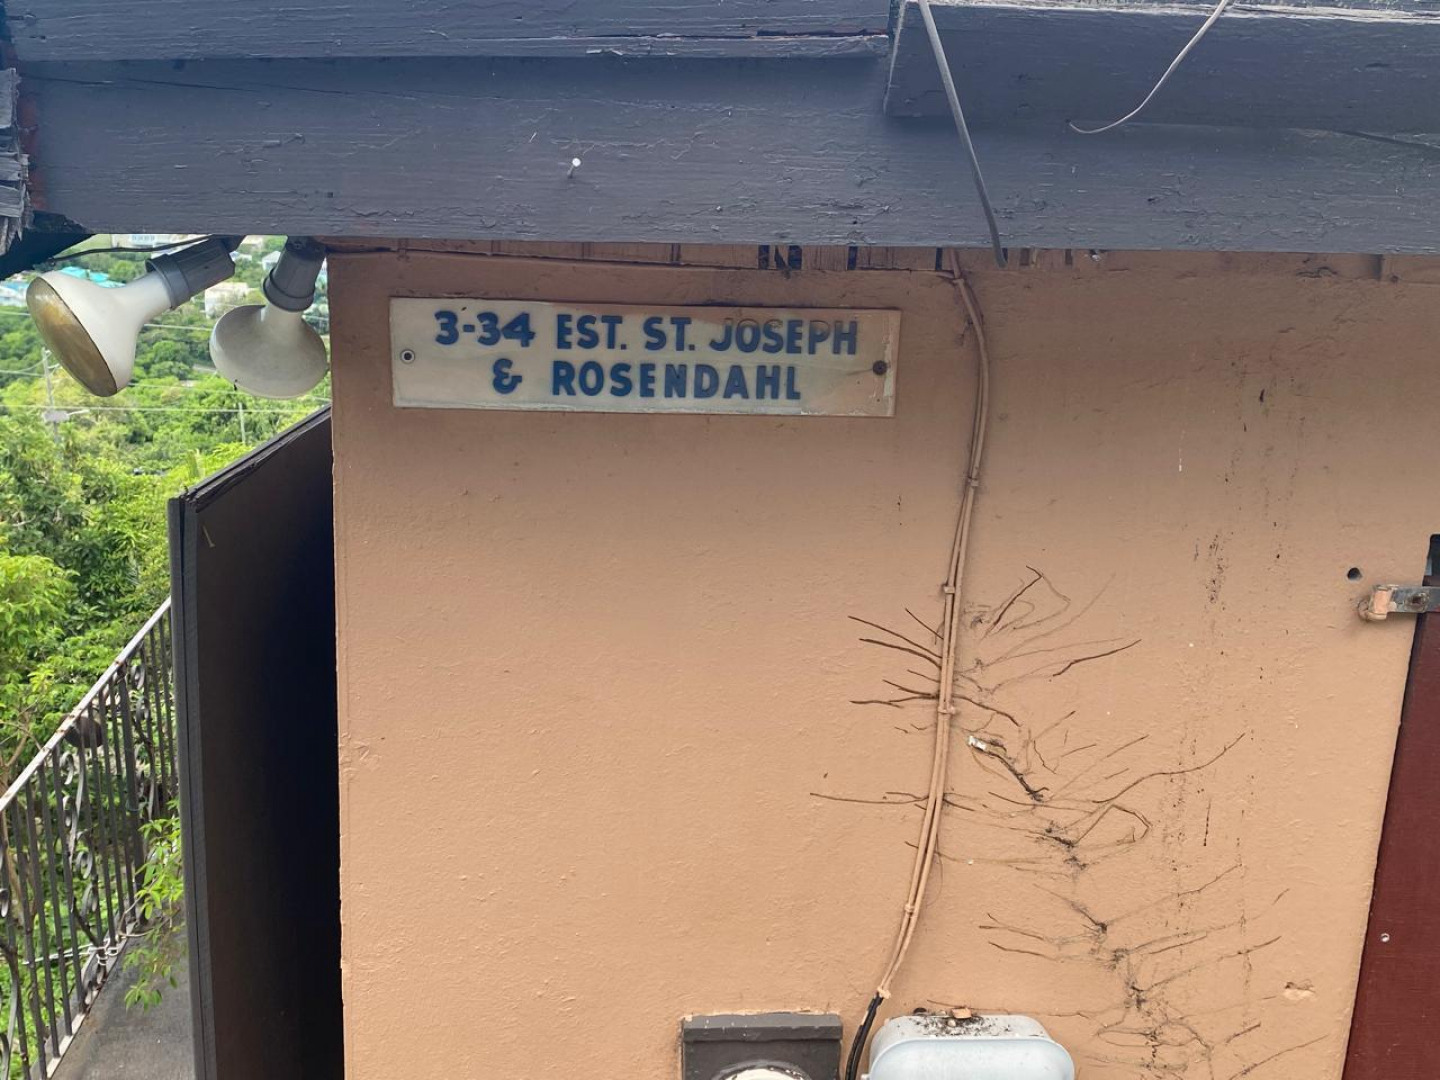 3-34 EST. ST. JOSEPH
& ROSENDAHL